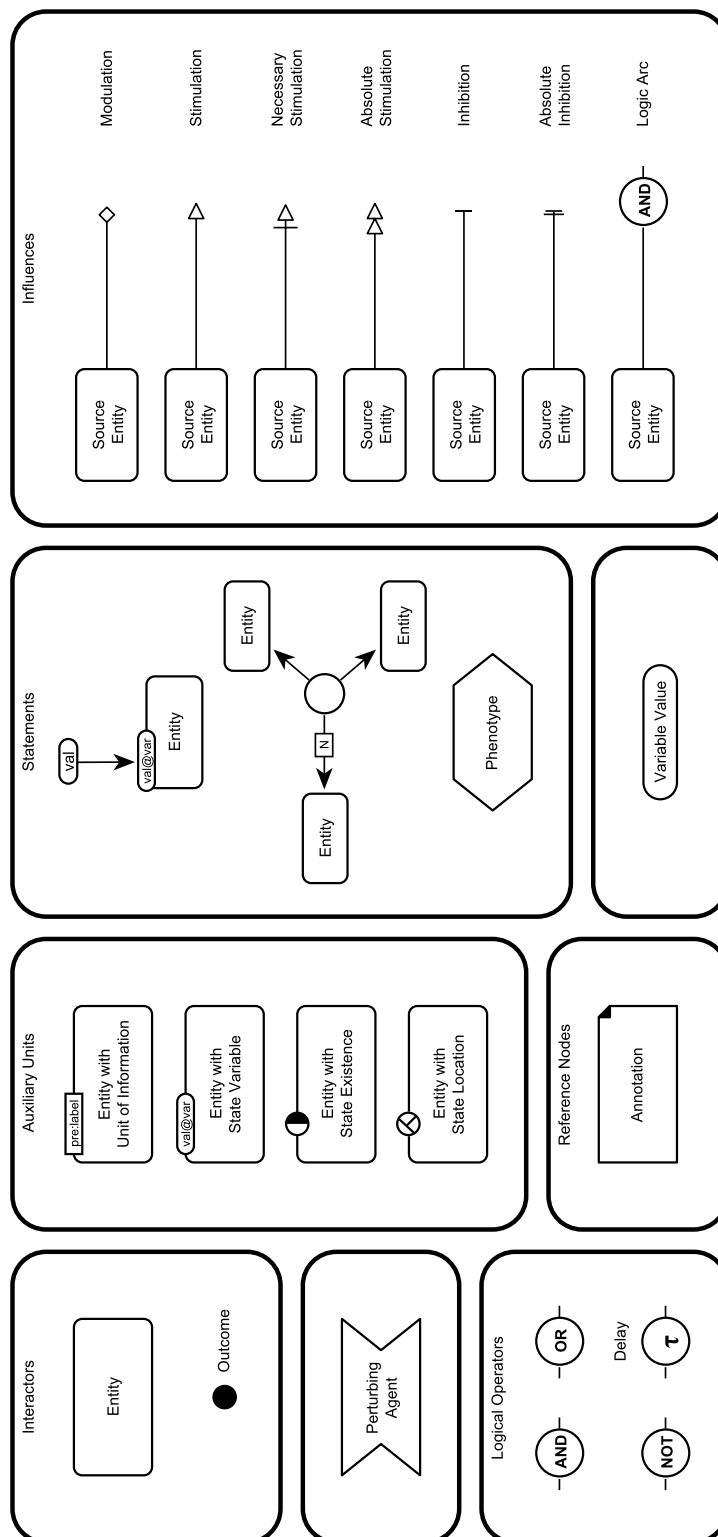 Interactors
Entity
Outcome
Perturbing
Agent
Logical Operators
AND
OR
NOT
Delay
τ
Auxiliary Units
pre:label
Entity with
Unit of Information
val@var
Entity with
State Variable
Entity with
State Existence
Entity with
State Location
Reference Nodes
Annotation
Statements
val
val@var
Entity
Entity
N
Entity
Entity
Phenotype
Variable Value
Influences
Source
Entity
Modulation
Source
Entity
Stimulation
Source
Entity
Necessary
Stimulation
Source
Entity
Absolute
Stimulation
Source
Entity
Inhibition
Source
Entity
Absolute
Inhibition
Source
Entity
AND
Logic Arc